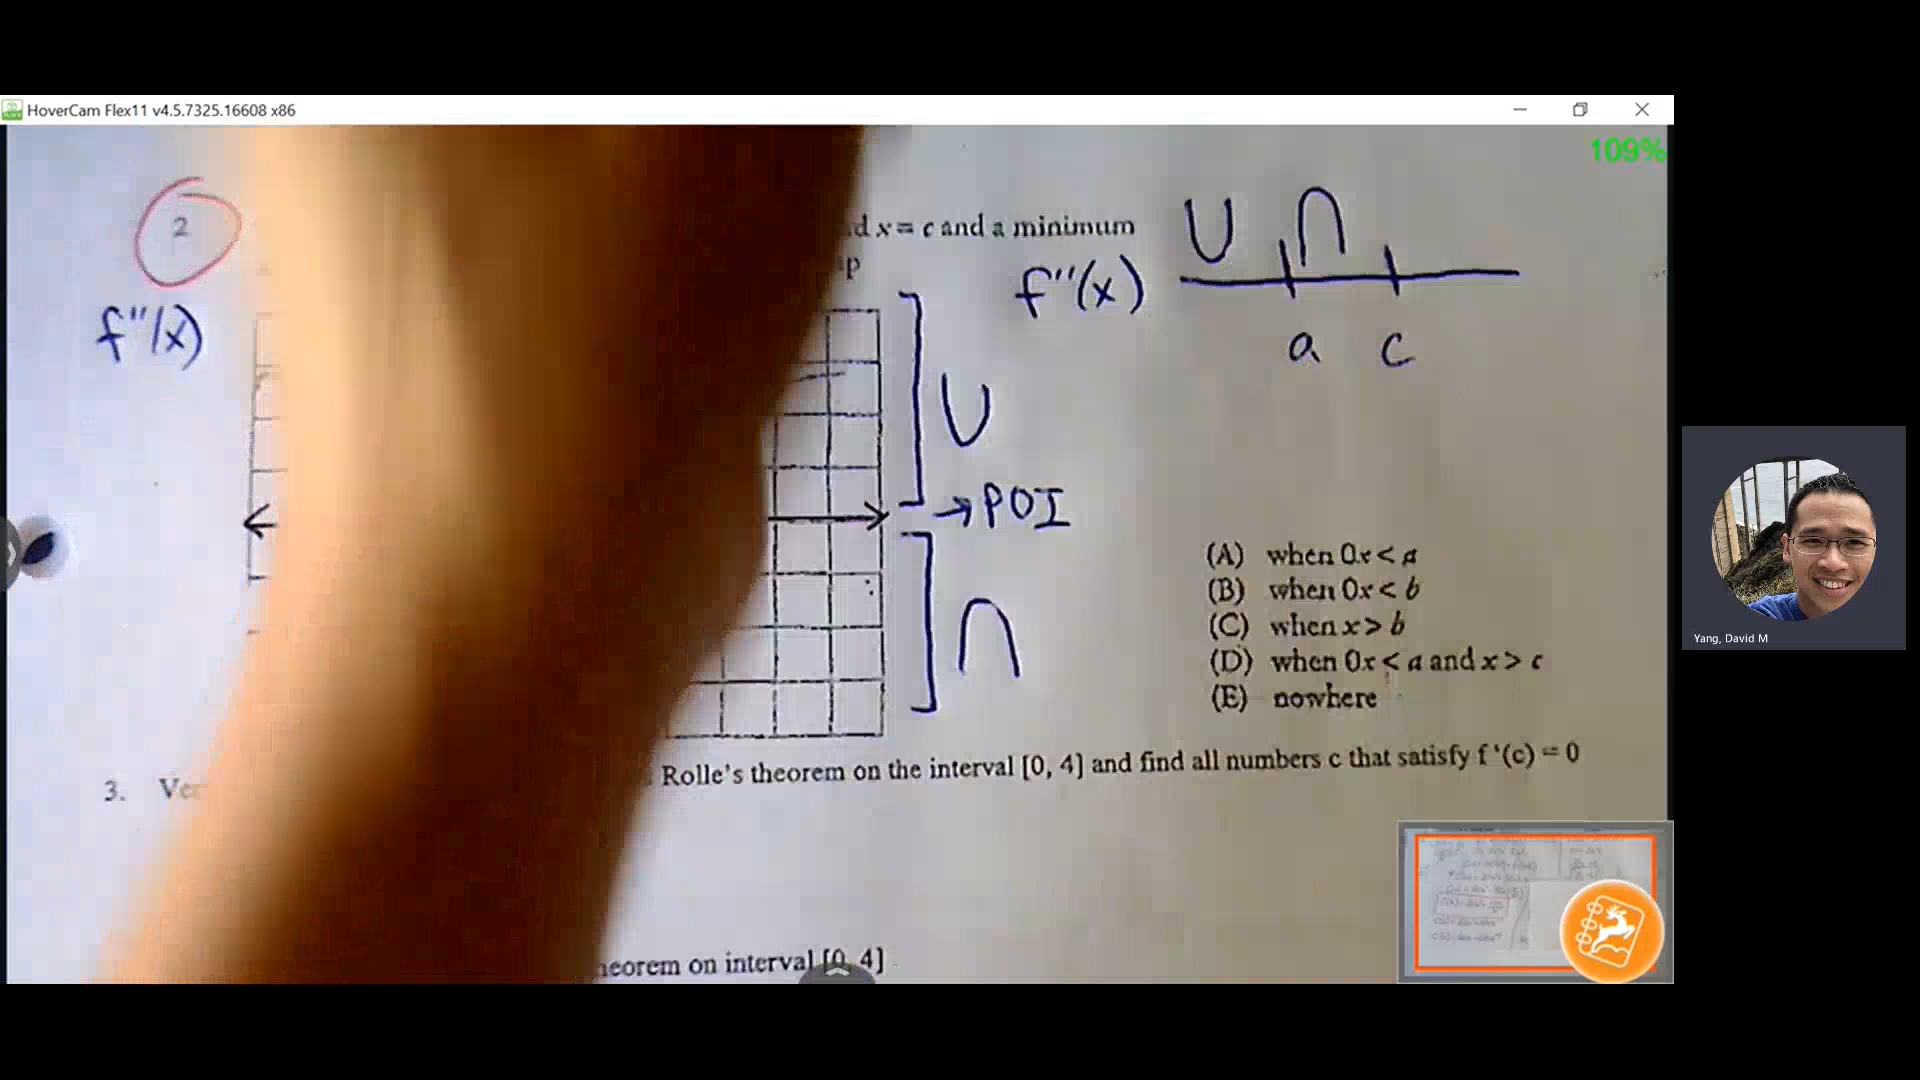 HoverCam Flex11 v4.5.7325.16608 x86
109%
2
x = c and a minimum
f''(x)
f''(x)
U ∩
a c
U
→ POI
∩
(A) when 0x < a
(B) when 0x < b
(C) when x > b
(D) when 0x < a and x > c
(E) nowhere
3.
Rolle's theorem on the interval [0, 4] and find all numbers c that satisfy f '(c) = 0
on interval [0, 4]
Yang, David M